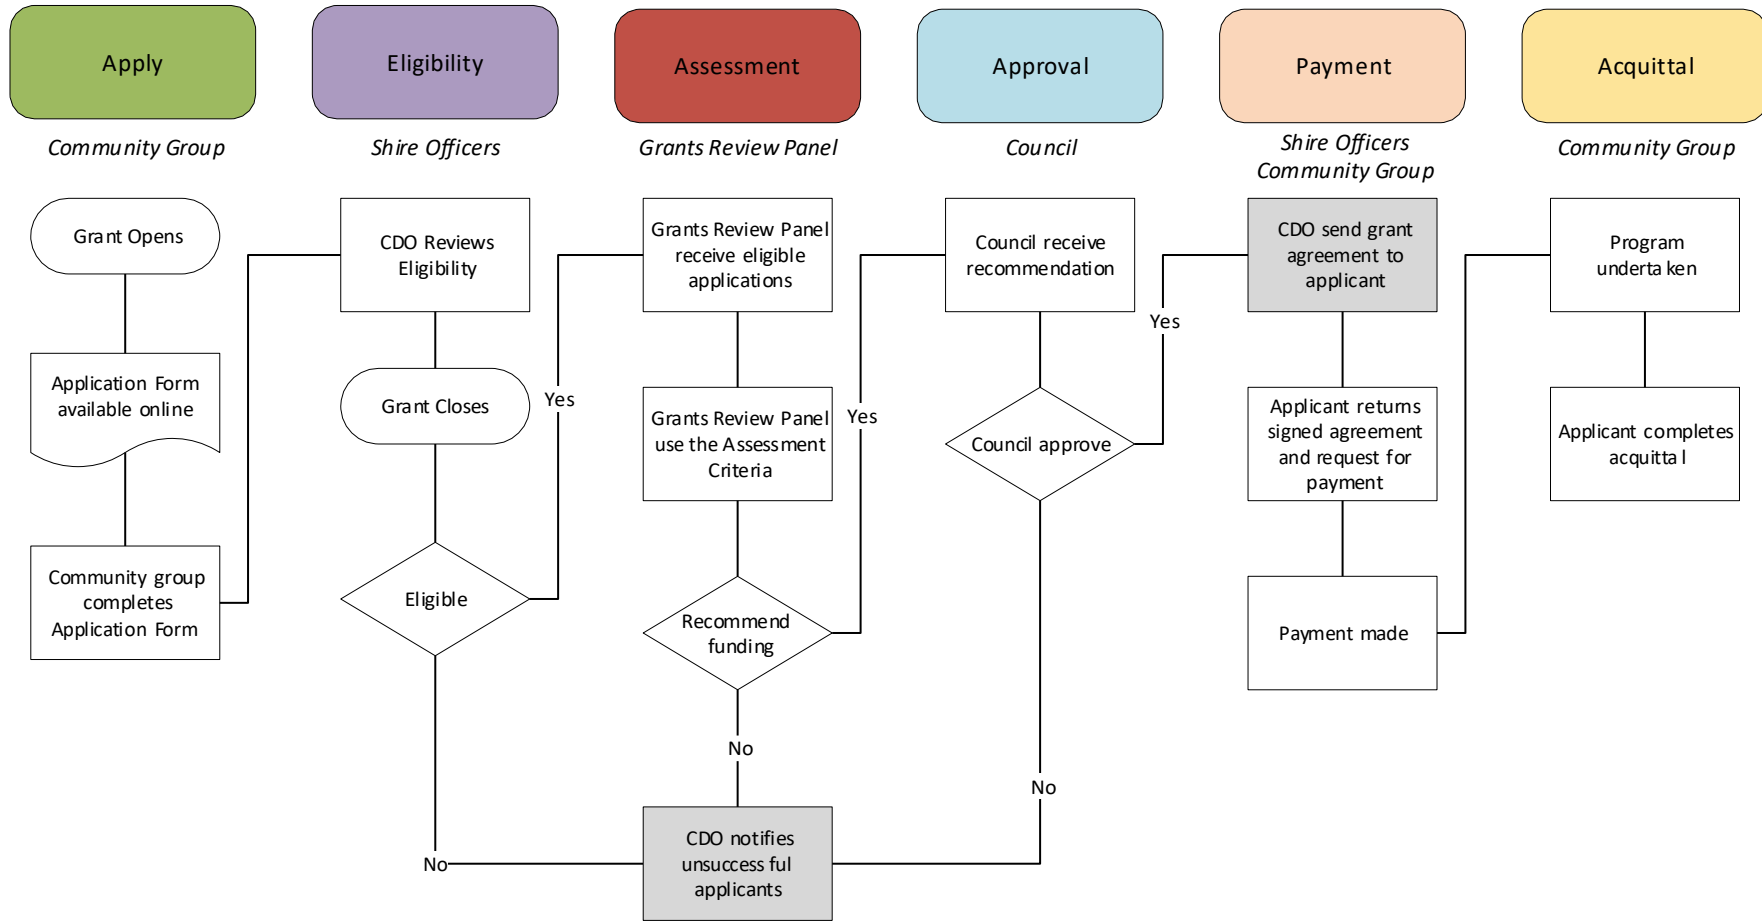 Apply
Eligibility
Assessment
Approval
Payment
Acquittal
Community Group
Shire Officers
Grants Review Panel
Council
Shire Officers
Community Group
Community Group
Grant Opens
Application Form
available online
Community group
completes
Application Form
CDO Reviews
Eligibility
Grant Closes
Eligible
Yes
No
Grants Review Panel
receive eligible
applications
Grants Review Panel
use the Assessment
Criteria
Recommend
funding
Yes
No
CDO notifies
unsuccessful
applicants
Council receive
recommendation
Council approve
Yes
No
CDO send grant
agreement to
applicant
Applicant returns
signed agreement
and request for
payment
Payment made
Program
undertaken
Applicant completes
acquittal